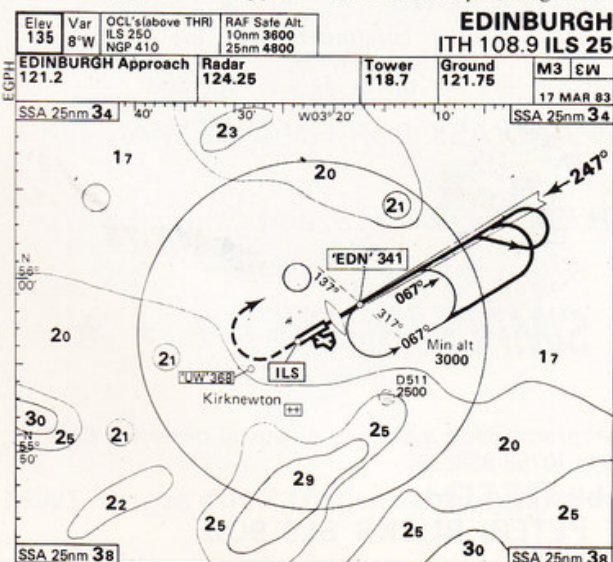 EDINBURGH
ITH 108.9 ILS 25
Elev 135
Var 8°W
OCL's(above THR)
ILS 250
NGP 410
RAF Safe Alt.
10nm 3600
25nm 4800
EDINBURGH Approach
121.2
Radar
124.25
Tower
118.7
Ground
121.75
M3 M3
17 MAR 83
EGPH
SSA 25nm 34
40'
30'
W03°20'
10'
SSA 25nm 34
23
17
20
21
247°
'EDN' 341
N
56°
00'
137°
067°
317°
067°
Min alt
3000
20
21
ILS
17
'UW' 368
Kirknewton
D511
2500
30
25
21
25
20
N
55°
50'
29
22
25
25
25
30
SSA 25nm 38
SSA 25nm 38